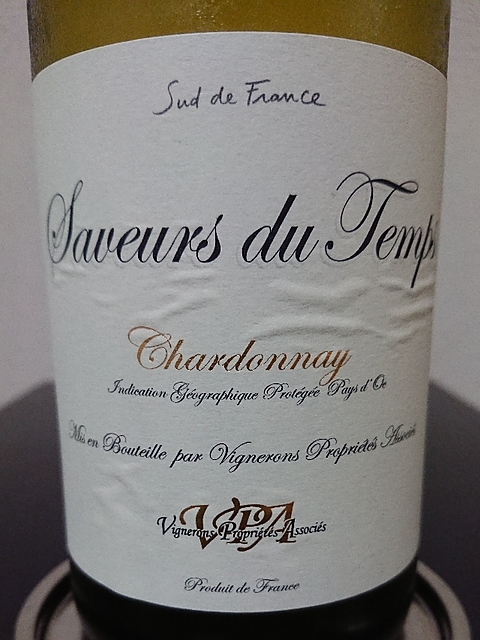 Sud de France
Saveurs du Temps
Chardonnay
Indication Géographique Protégée Pays d'Oc
Mis en Bouteille par Vignerons Propriétés Associés
VPA
Vignerons Propriétés Associés
Produit de France